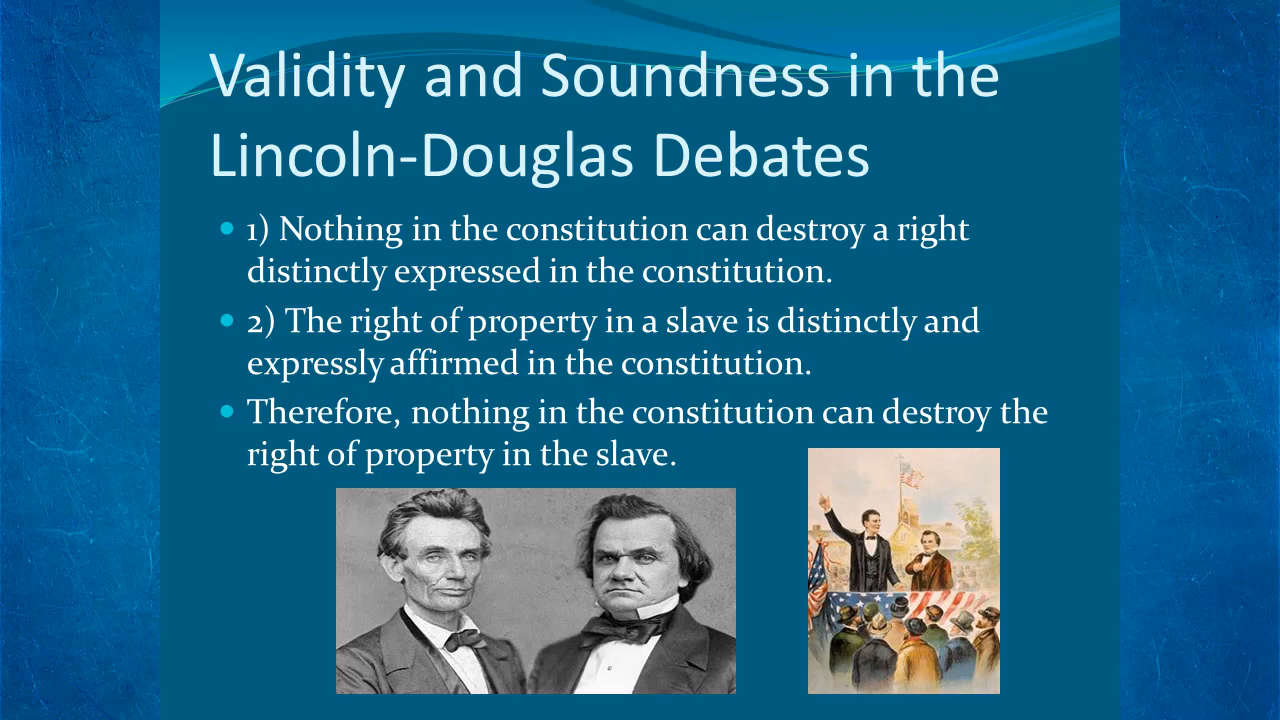 Validity and Soundness in the
Lincoln-Douglas Debates
1) Nothing in the constitution can destroy a right
distinctly expressed in the constitution.
2) The right of property in a slave is distinctly and
expressly affirmed in the constitution.
Therefore, nothing in the constitution can destroy the
right of property in the slave.